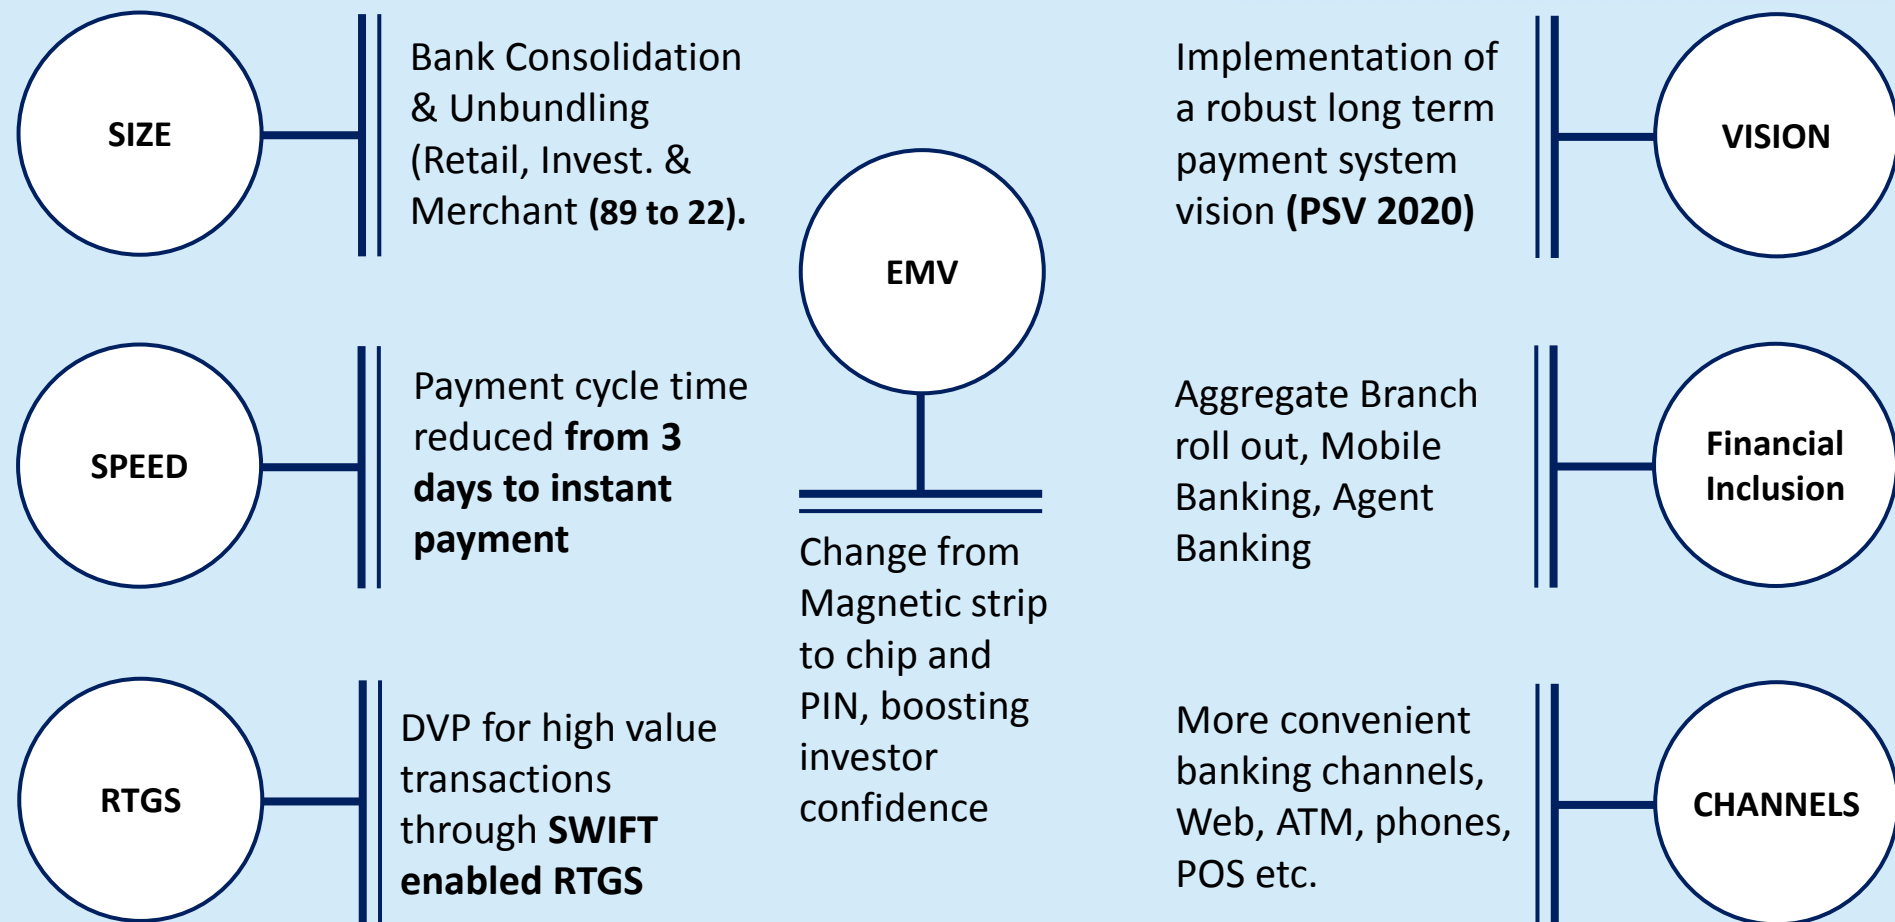 SIZE
Bank Consolidation
& Unbundling
(Retail, Invest. &
Merchant (89 to 22).
SPEED
Payment cycle time
reduced from 3
days to instant
payment
RTGS
DVP for high value
transactions
through SWIFT
enabled RTGS
EMV
Change from
Magnetic strip
to chip and
PIN, boosting
investor
confidence
Implementation of
a robust long term
payment system
vision (PSV 2020)
VISION
Aggregate Branch
roll out, Mobile
Banking, Agent
Banking
Financial
Inclusion
More convenient
banking channels,
Web, ATM, phones,
POS etc.
CHANNELS